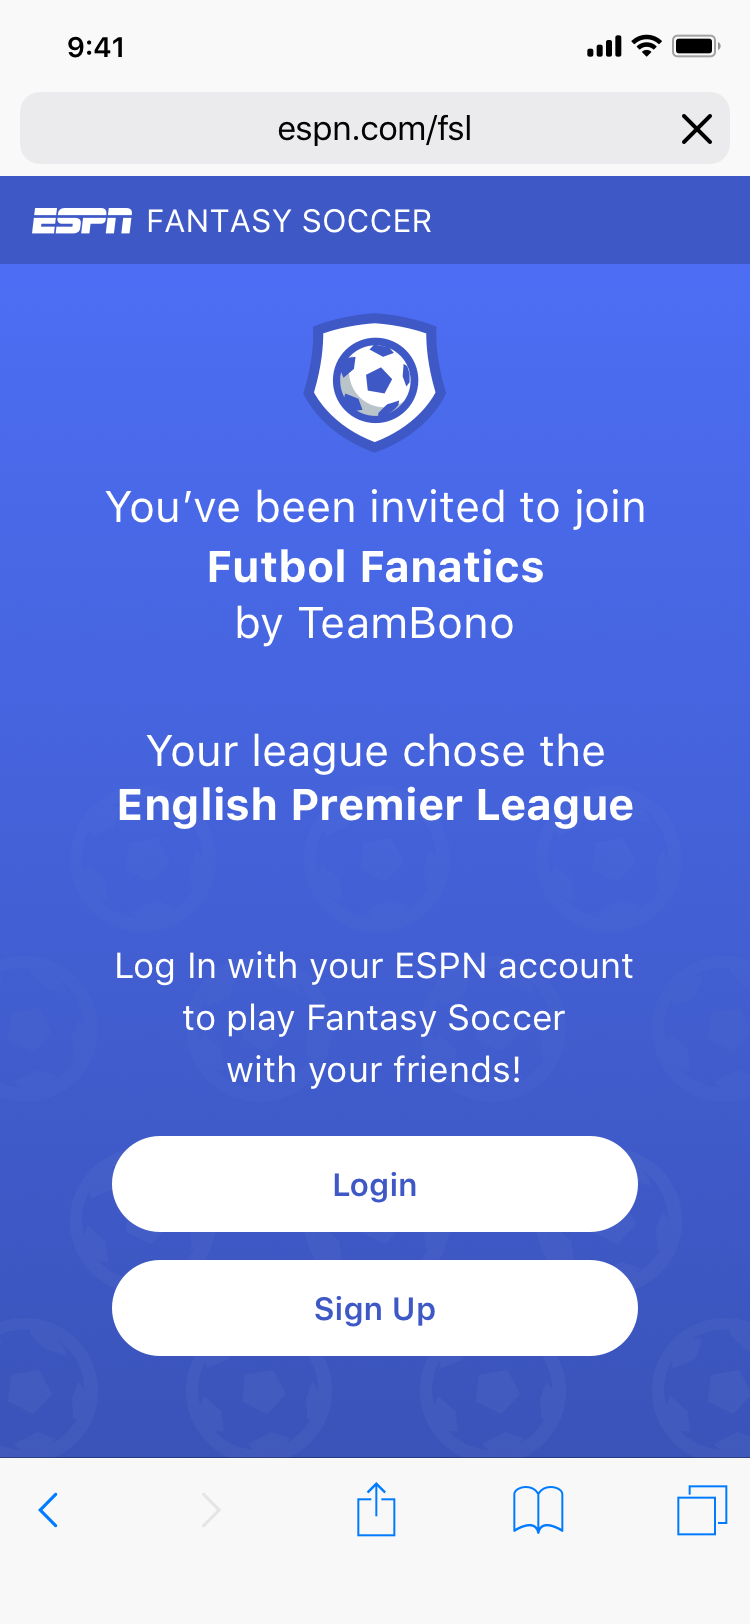 9:41
espn.com/fsl
ESPN FANTASY SOCCER
You’ve been invited to join
Futbol Fanatics
by TeamBono
Your league chose the
English Premier League
Log In with your ESPN account
to play Fantasy Soccer
with your friends!
Login
Sign Up